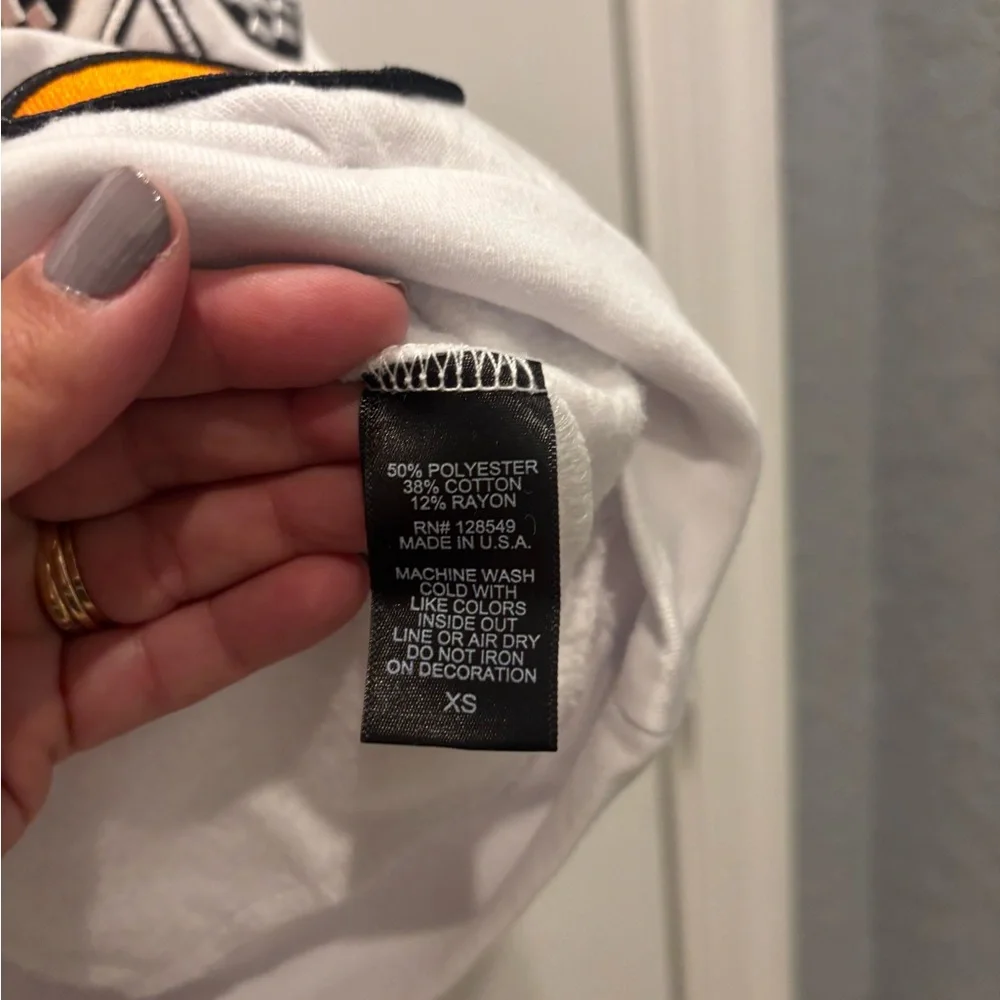 50% POLYESTER
38% COTTON
12% RAYON
RN# 128549
MADE IN U.S.A.
MACHINE WASH
COLD WITH
LIKE COLORS
INSIDE OUT
LINE OR AIR DRY
DO NOT IRON
ON DECORATION
XS